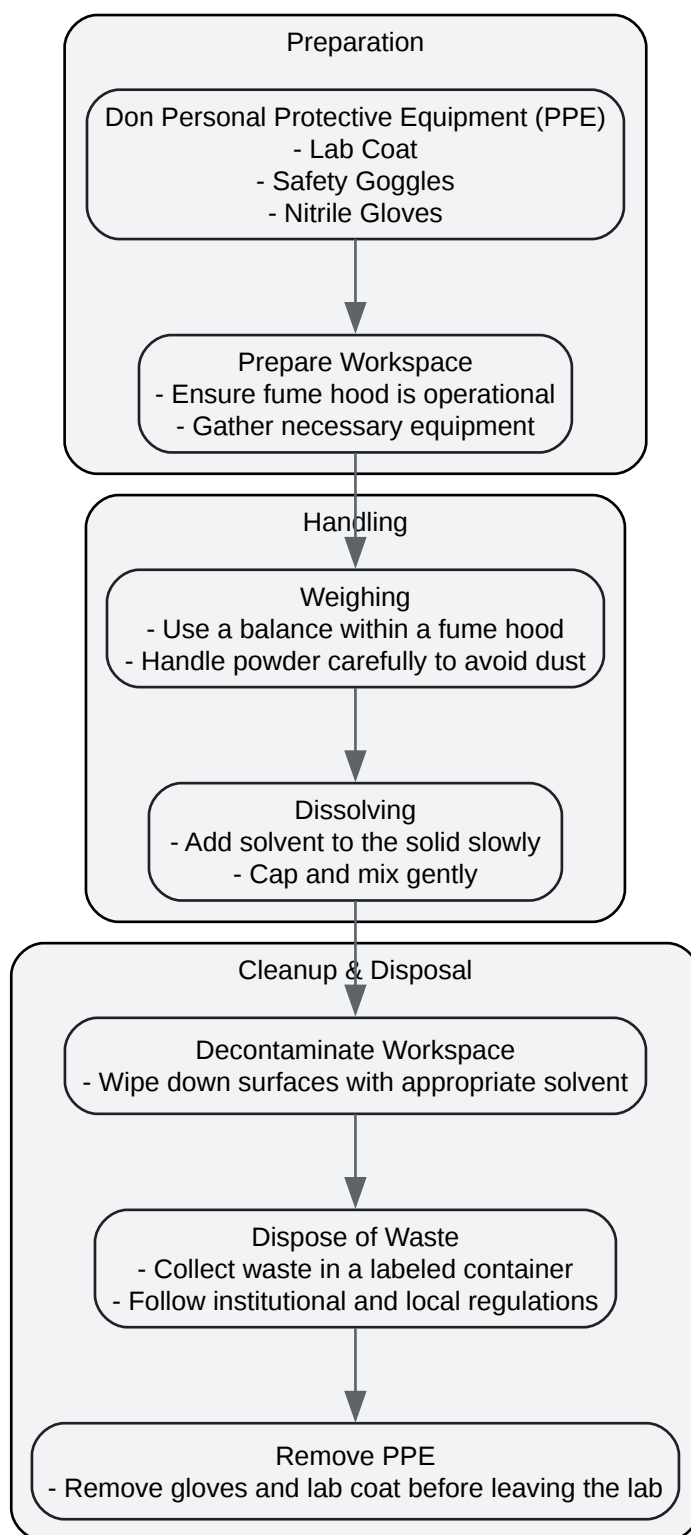 Preparation
Don Personal Protective Equipment (PPE)
- Lab Coat
- Safety Goggles
- Nitrile Gloves
Prepare Workspace
- Ensure fume hood is operational
- Gather necessary equipment
Handling
Weighing
- Use a balance within a fume hood
- Handle powder carefully to avoid dust
Dissolving
- Add solvent to the solid slowly
- Cap and mix gently
Cleanup & Disposal
Decontaminate Workspace
- Wipe down surfaces with appropriate solvent
Dispose of Waste
- Collect waste in a labeled container
- Follow institutional and local regulations
Remove PPE
- Remove gloves and lab coat before leaving the lab